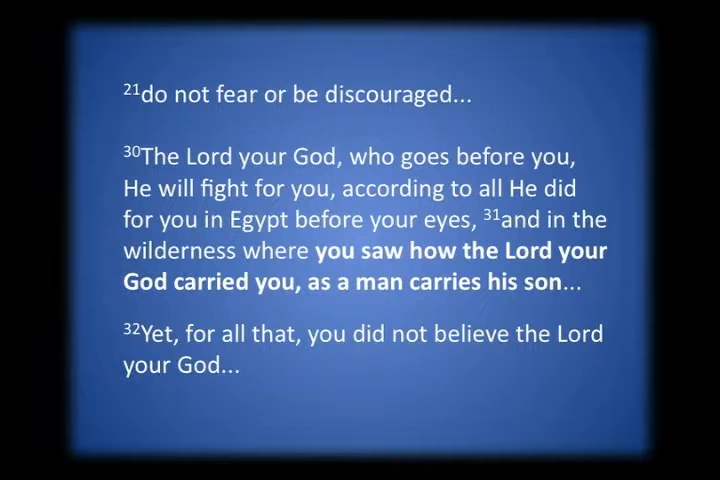 ²¹do not fear or be discouraged...
³⁰The Lord your God, who goes before you,
He will fight for you, according to all He did
for you in Egypt before your eyes, ³¹and in the
wilderness where you saw how the Lord your
God carried you, as a man carries his son...
³²Yet, for all that, you did not believe the Lord
your God...